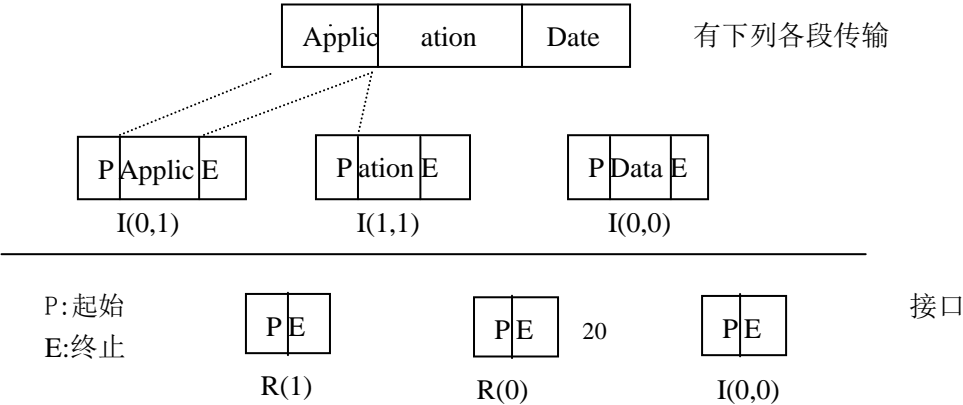 Applic ation Date 有下列各段传输
P Applic E P ation E P Data E
I(0,1) I(1,1) I(0,0)
P:起始 P E P E 20 P E 接口
E:终止
R(1) R(0) I(0,0)